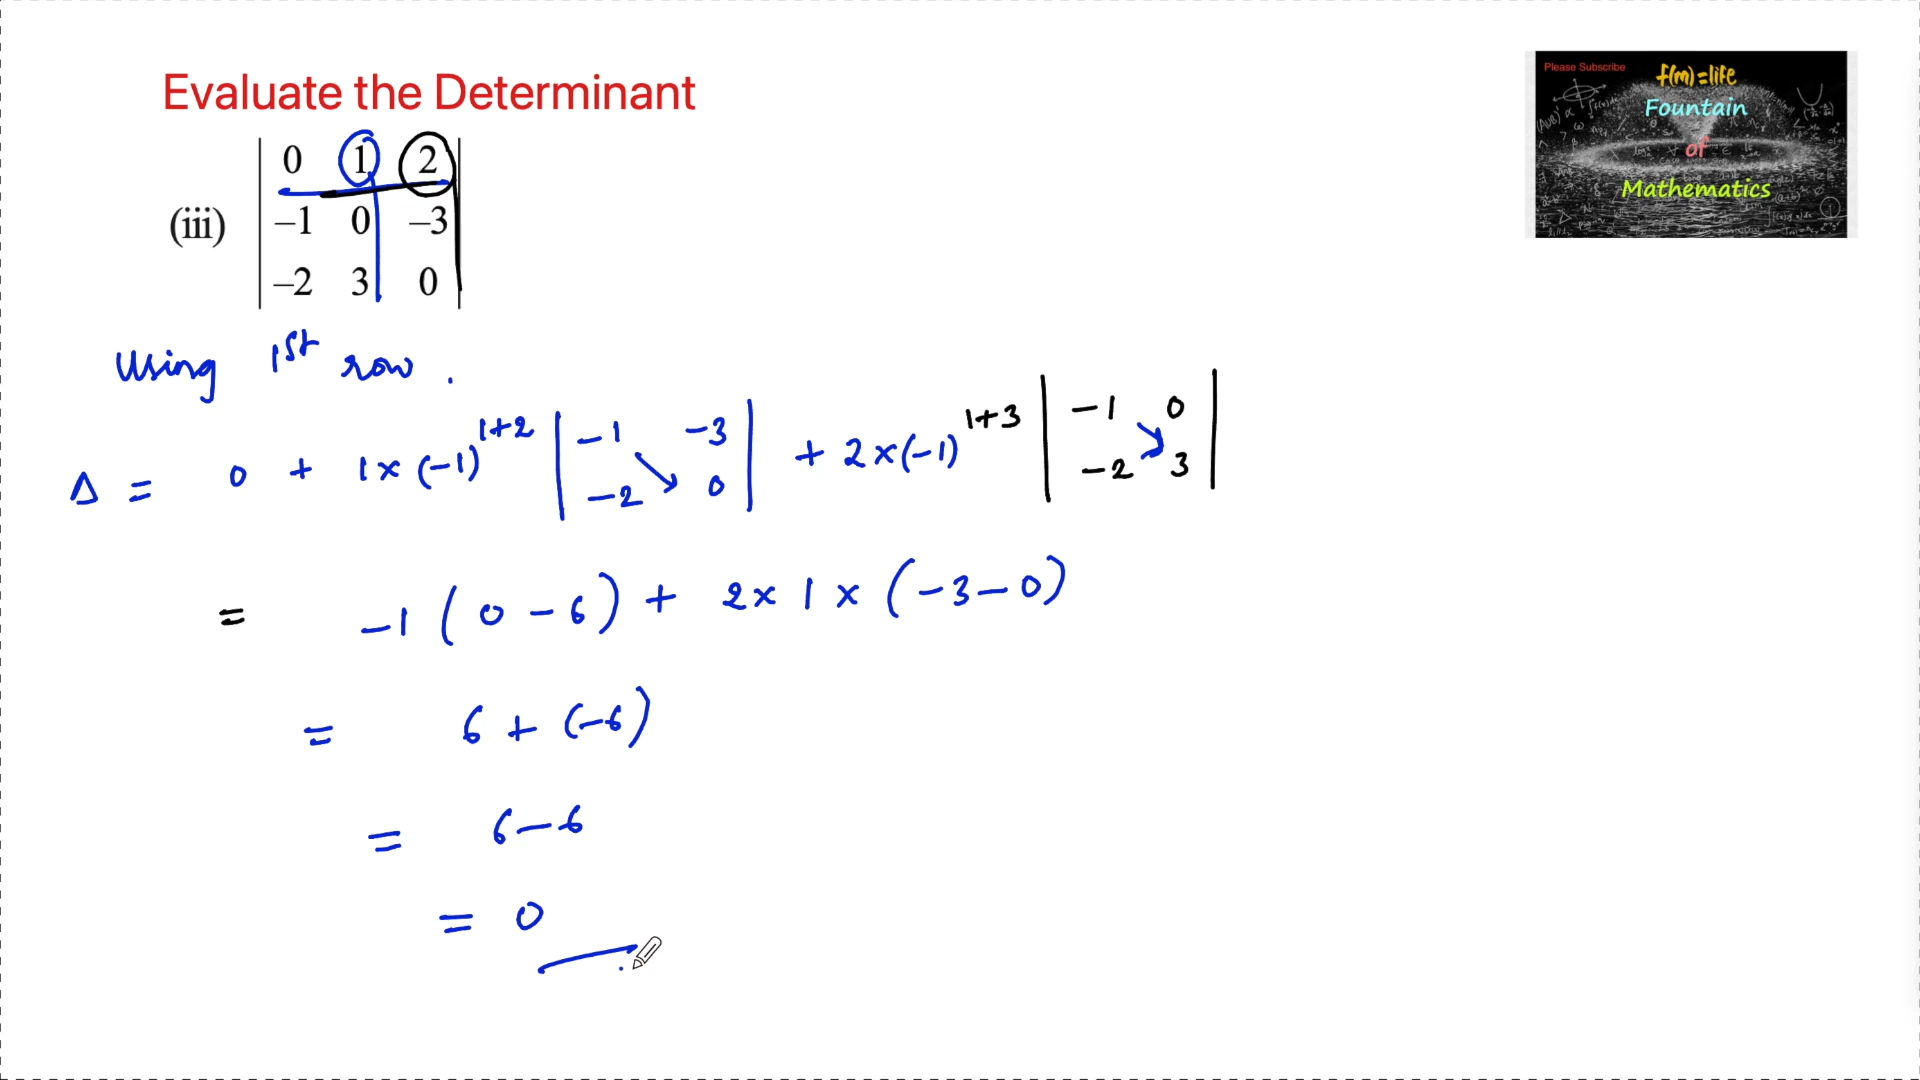 Evaluate the Determinant
Please Subscribe
f(m)=life
Fountain
of
Mathematics
(iii)
0 1 2
–1 0 –3
–2 3 0
Using 1st row.
Δ = 0 + 1×(-1)^{1+2} | -1 -3 | + 2×(-1)^{1+3} | -1 0 |
| -2 0 | | -2 3 |
= -1 ( 0 - 6 ) + 2 × 1 × ( -3 - 0 )
= 6 + (-6)
= 6 - 6
= 0